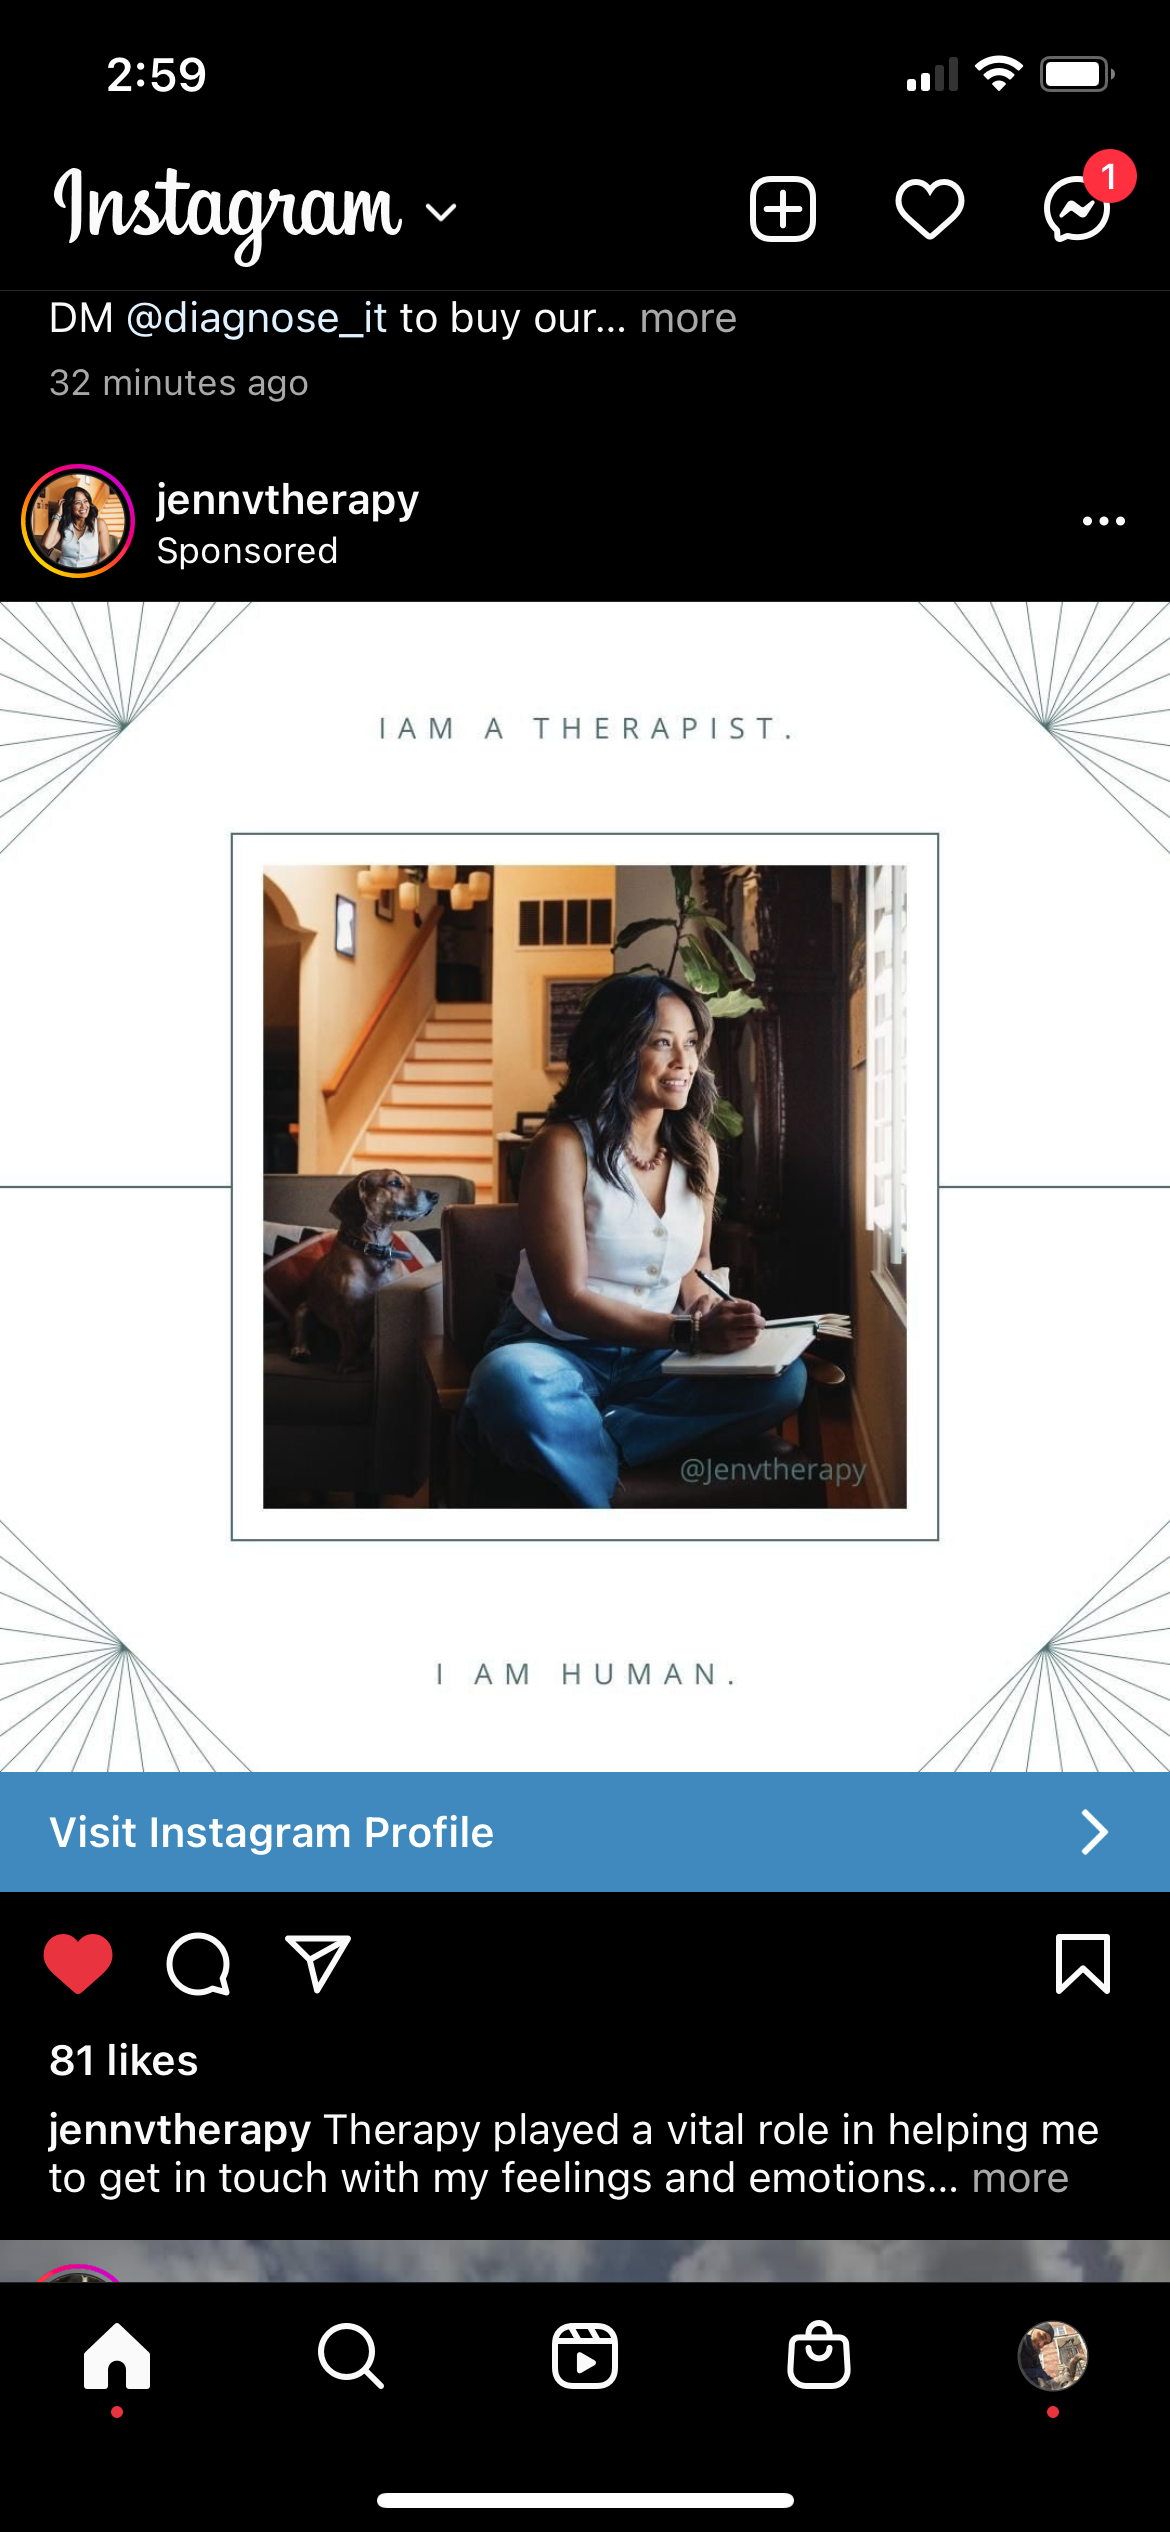 2:59
Instagram
1
DM @diagnose_it to buy our... more
32 minutes ago
jennvtherapy
Sponsored
I AM A THERAPIST.
@Jenvtherapy
I AM HUMAN.
Visit Instagram Profile
81 likes
jennvtherapy Therapy played a vital role in helping me
to get in touch with my feelings and emotions... more